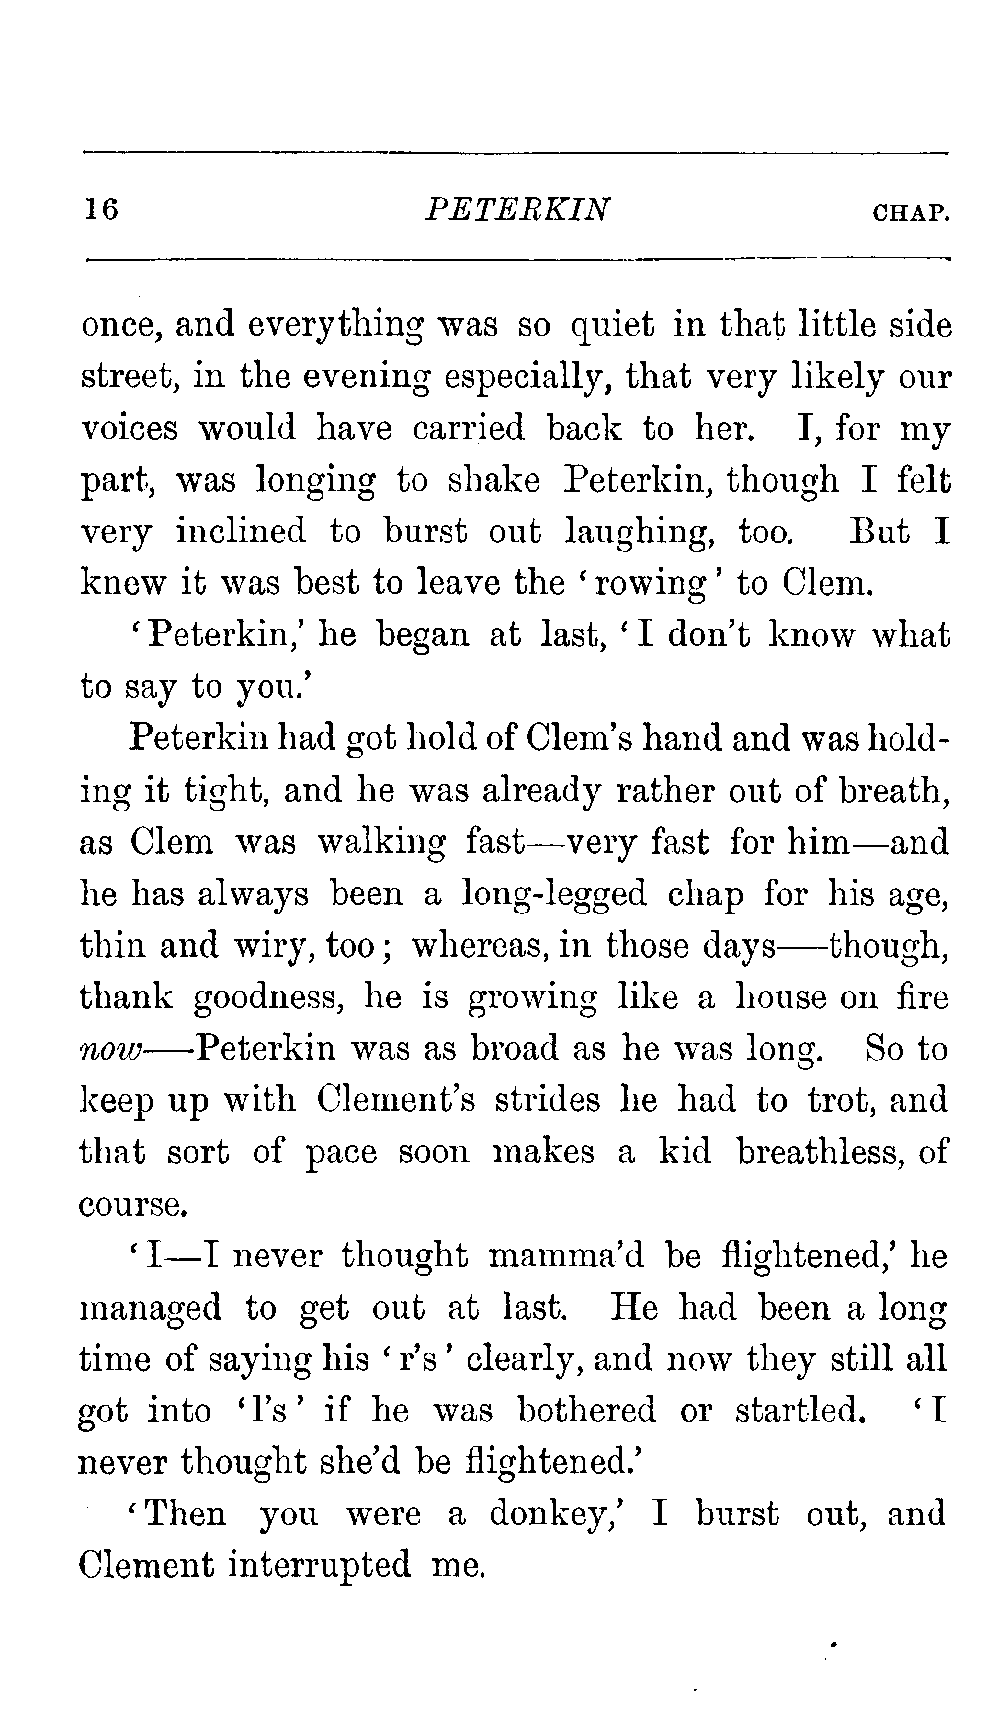 16 PETERKIN CHAP.
once, and everything was so quiet in that little side
street, in the evening especially, that very likely our
voices would have carried back to her. I, for my
part, was longing to shake Peterkin, though I felt
very inclined to burst out laughing, too. But I
knew it was best to leave the ‘rowing’ to Clem.
‘Peterkin,’ he began at last, ‘I don’t know what
to say to you.’
Peterkin had got hold of Clem’s hand and was hold-
ing it tight, and he was already rather out of breath,
as Clem was walking fast—very fast for him—and
he has always been a long-legged chap for his age,
thin and wiry, too; whereas, in those days—though,
thank goodness, he is growing like a house on fire
now—Peterkin was as broad as he was long. So to
keep up with Clement’s strides he had to trot, and
that sort of pace soon makes a kid breathless, of
course.
‘I—I never thought mamma’d be flightened,’ he
managed to get out at last. He had been a long
time of saying his ‘r’s’ clearly, and now they still all
got into ‘l’s’ if he was bothered or startled. ‘I
never thought she’d be flightened.’
‘Then you were a donkey,’ I burst out, and
Clement interrupted me.